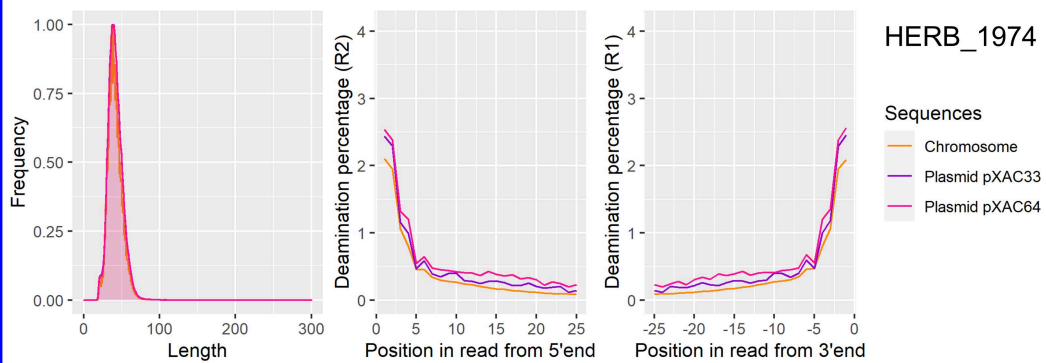 HERB_1974
Frequency
1.00
0.75
0.50
0.25
0.00
0 100 200 300
Length
Deamination percentage (R2)
4
3
2
1
0
0 5 10 15 20 25
Position in read from 5'end
Deamination percentage (R1)
4
3
2
1
0
-25 -20 -15 -10 -5 0
Position in read from 3'end
Sequences
Chromosome
Plasmid pXAC33
Plasmid pXAC64